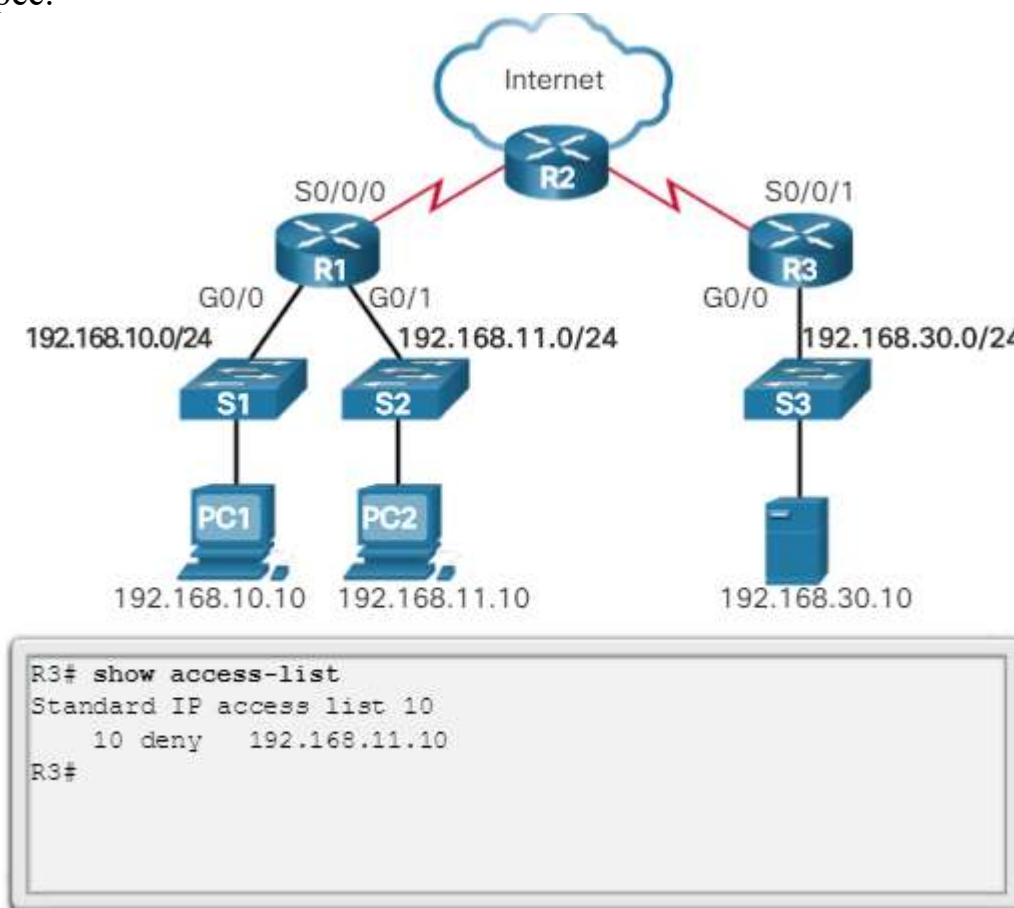 Internet
R2
S0/0/0
S0/0/1
R1
R3
G0/0
G0/1
G0/0
192.168.10.0/24
192.168.11.0/24
192.168.30.0/24
S1
S2
S3
PC1
PC2
192.168.10.10
192.168.11.10
192.168.30.10
R3# show access-list
Standard IP access list 10
10 deny 192.168.11.10
R3#